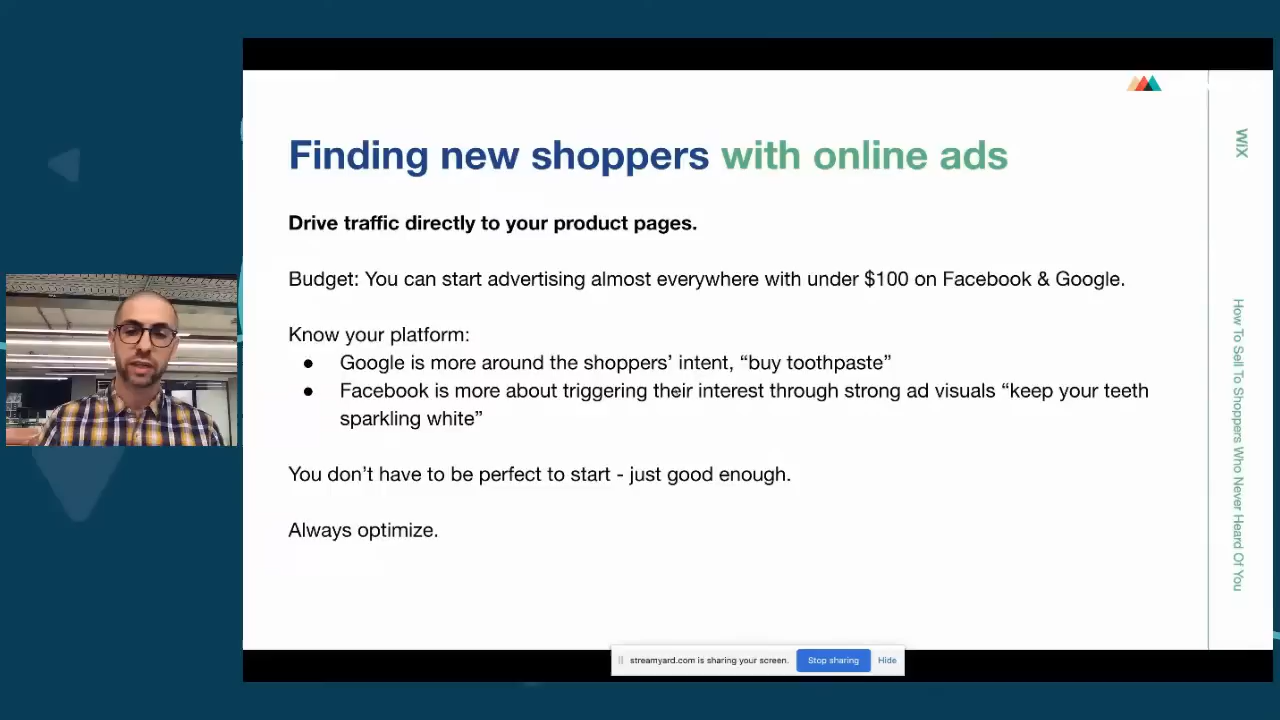 Finding new shoppers with online ads
Drive traffic directly to your product pages.
Budget: You can start advertising almost everywhere with under $100 on Facebook & Google.
Know your platform:
● Google is more around the shoppers’ intent, “buy toothpaste”
● Facebook is more about triggering their interest through strong ad visuals “keep your teeth
sparkling white”
You don’t have to be perfect to start - just good enough.
Always optimize.
WIX
How To Sell To Shoppers Who Never Heard Of You
streamyard.com is sharing your screen.
Stop sharing
Hide